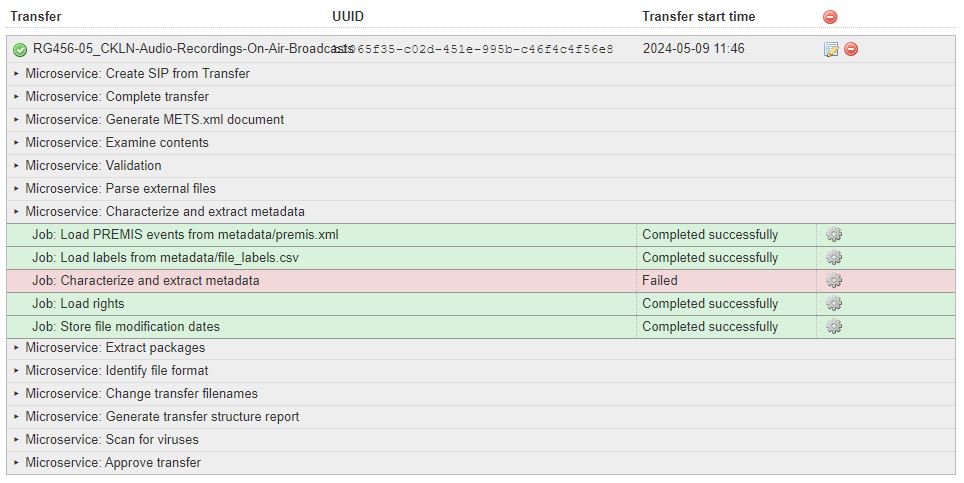 Transfer UUID Transfer start time
RG456-05_CKLN-Audio-Recordings-On-Air-Broadcasts 065f35-c02d-451e-995b-c46f4c4f56e8 2024-05-09 11:46
Microservice: Create SIP from Transfer
Microservice: Complete transfer
Microservice: Generate METS.xml document
Microservice: Examine contents
Microservice: Validation
Microservice: Parse external files
Microservice: Characterize and extract metadata
Job: Load PREMIS events from metadata/premis.xml Completed successfully
Job: Load labels from metadata/file_labels.csv Completed successfully
Job: Characterize and extract metadata Failed
Job: Load rights Completed successfully
Job: Store file modification dates Completed successfully
Microservice: Extract packages
Microservice: Identify file format
Microservice: Change transfer filenames
Microservice: Generate transfer structure report
Microservice: Scan for viruses
Microservice: Approve transfer